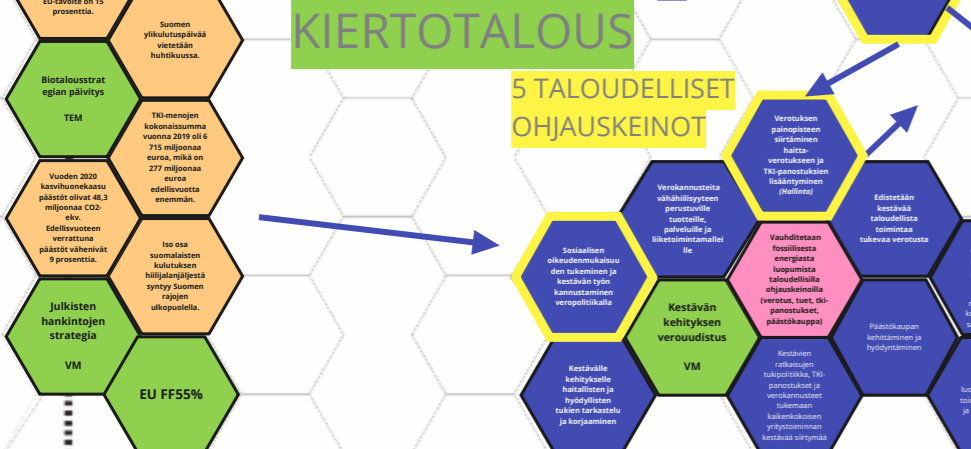 EU-tavoite on 15
prosenttia.
Suomen
ylikulutuspäivää
vietetään
huhtikuussa.
Biotalousstrat
egian päivitys
TEM
TKI-menojen
kokonaissumma
vuonna 2019 oli 6
715 miljoonaa
euroa, mikä on
277 miljoonaa
euroa
edellisvuotta
enemmän.
Vuoden 2020
kasvihuonekaasu
päästöt olivat 48,3
miljoonaa CO2-
ekv.
Edellisvuoteen
verrattuna
päästöt vähenivät
9 prosenttia.
Iso osa
suomalaisten
kulutuksen
hiilijalanjäljestä
syntyy Suomen
rajojen
ulkopuolella.
Julkisten
hankintojen
strategia
VM
EU FF55%
KIERTOTALOUS
5 TALOUDELLISET
OHJAUSKEINOT
Verotuksen
painopisteen
siirtäminen
haitta-
verotukseen ja
TKI-panostuksien
lisääntyminen
(Hallinto)
Verokannusteita
vähähiilisyyteen
perustuville
tuotteille,
palveluille ja
liiketoimintamallei
lle
Edistetään
kestävää
taloudellista
toimintaa
tukevaa verotusta
Sosiaalisen
oikeudenmukaisuu
den tukeminen ja
kestävän työn
kannustaminen
veropolitiikalla
Vauhditetaan
fossiilisesta
energiasta
luopumista
taloudellisilla
ohjauskeinoilla
(verotus, tuet, tki-
panostukset,
päästökauppa)
Kestävän
kehityksen
verouudistus
VM
Päästökaupan
kehittäminen ja
hyödyntäminen
Kestävälle
kehitykselle
haitallisten ja
hyödyllisten
tukien tarkastelu
ja korjaaminen
Kestävien
ratkaisujen
tukipolitiikka, TKI-
panostukset ja
verokannusteet
tukemaan
kaikenkokoisen
yritystoiminnan
kestävää siirtymää